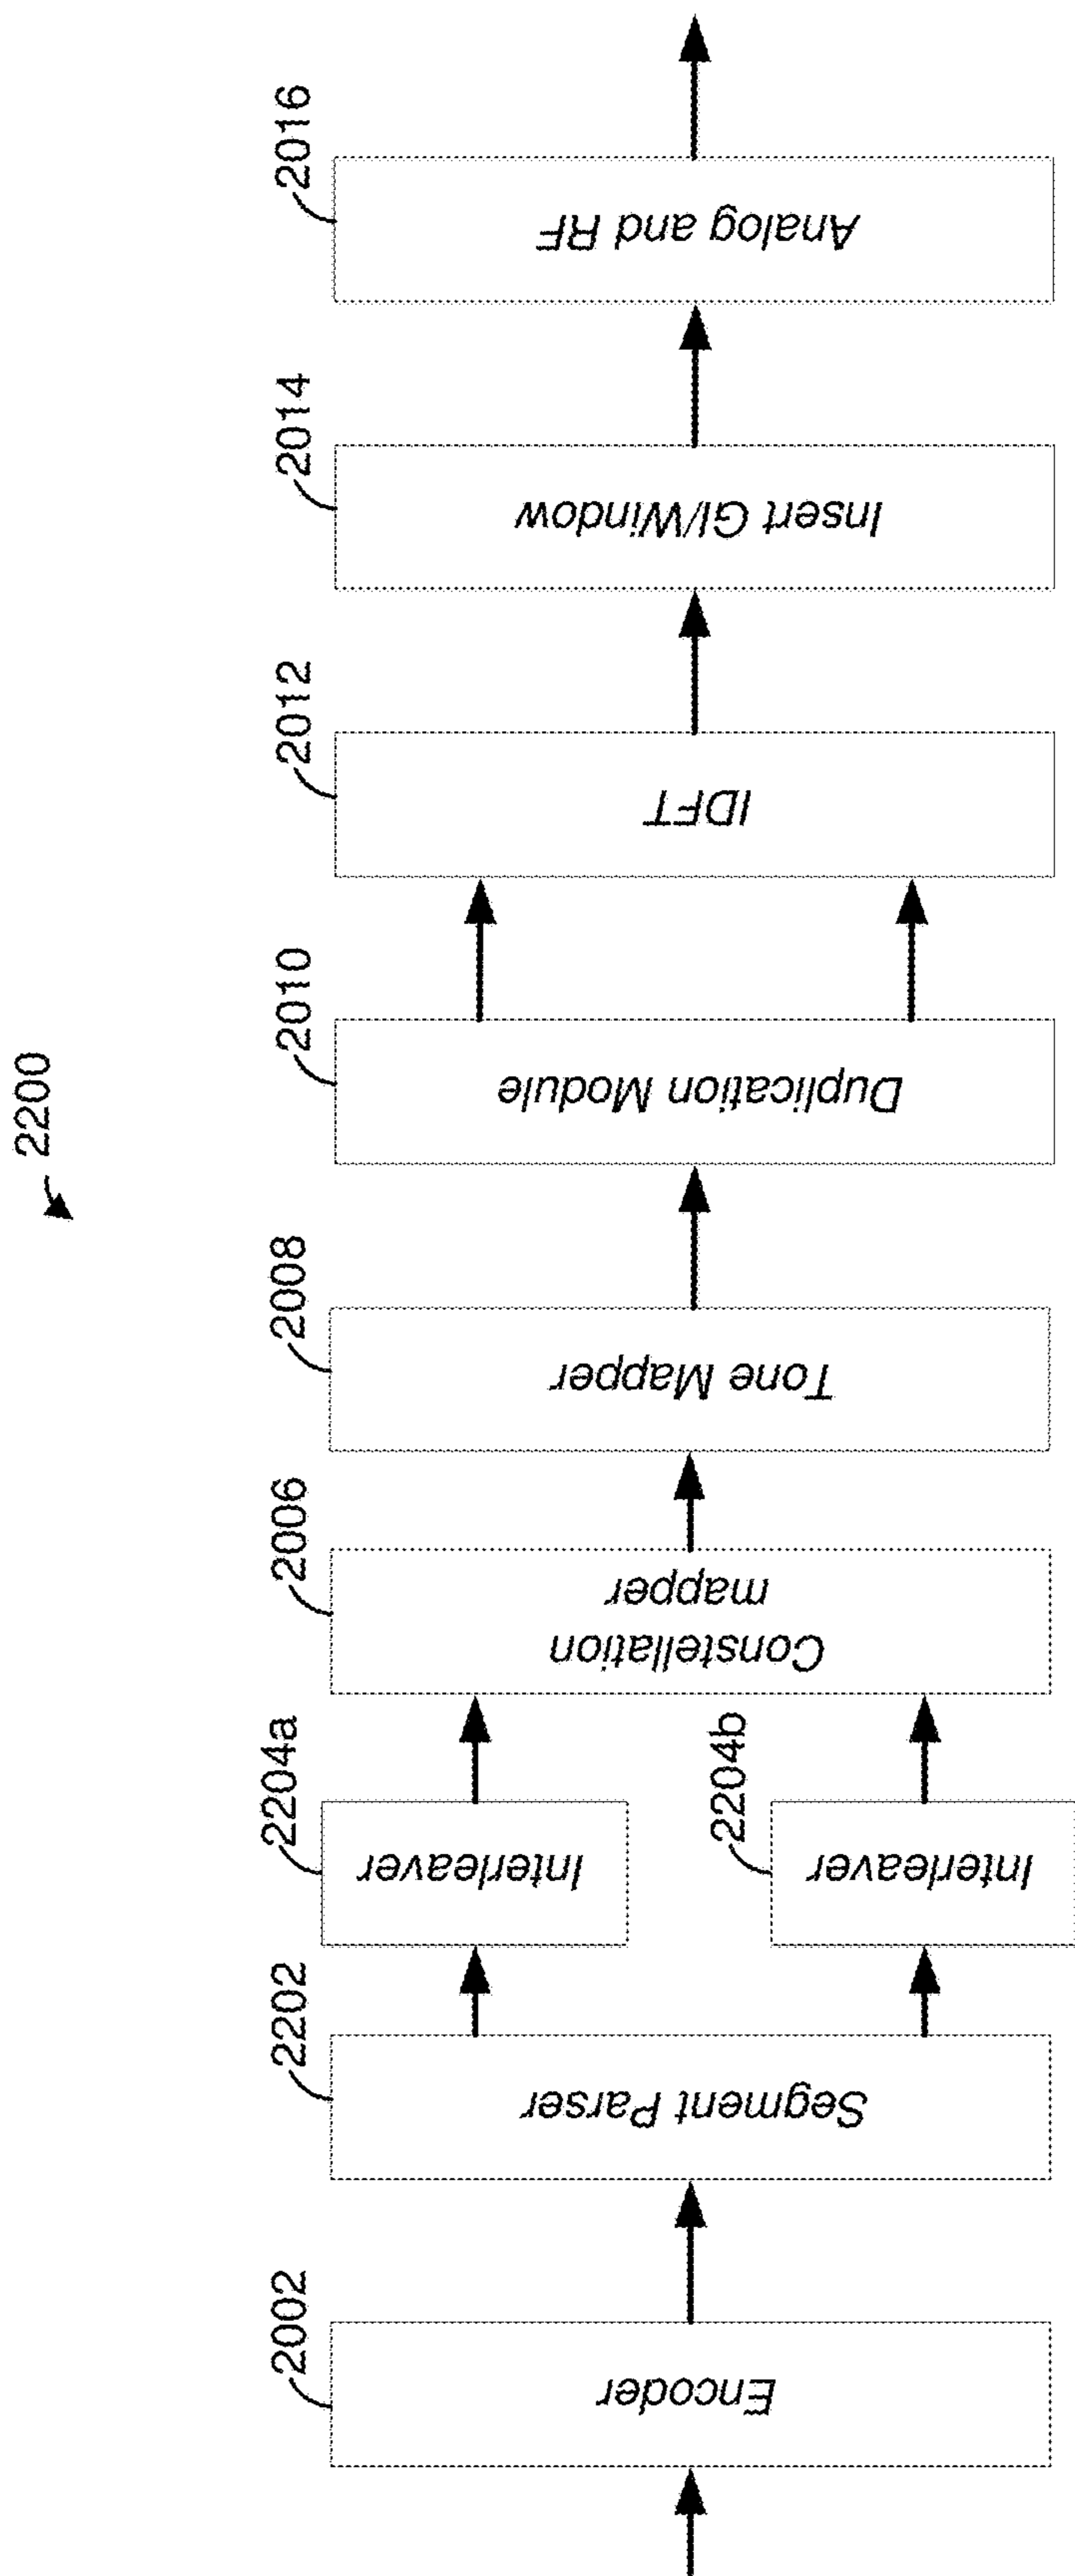 2200
2002
Encoder
2202
Segment Parser
2204a
Interleaver
2204b
Interleaver
2006
Constellation
mapper
2008
Tone Mapper
2010
Duplication Module
2012
IDFT
2014
Insert GI/Window
2016
Analog and RF